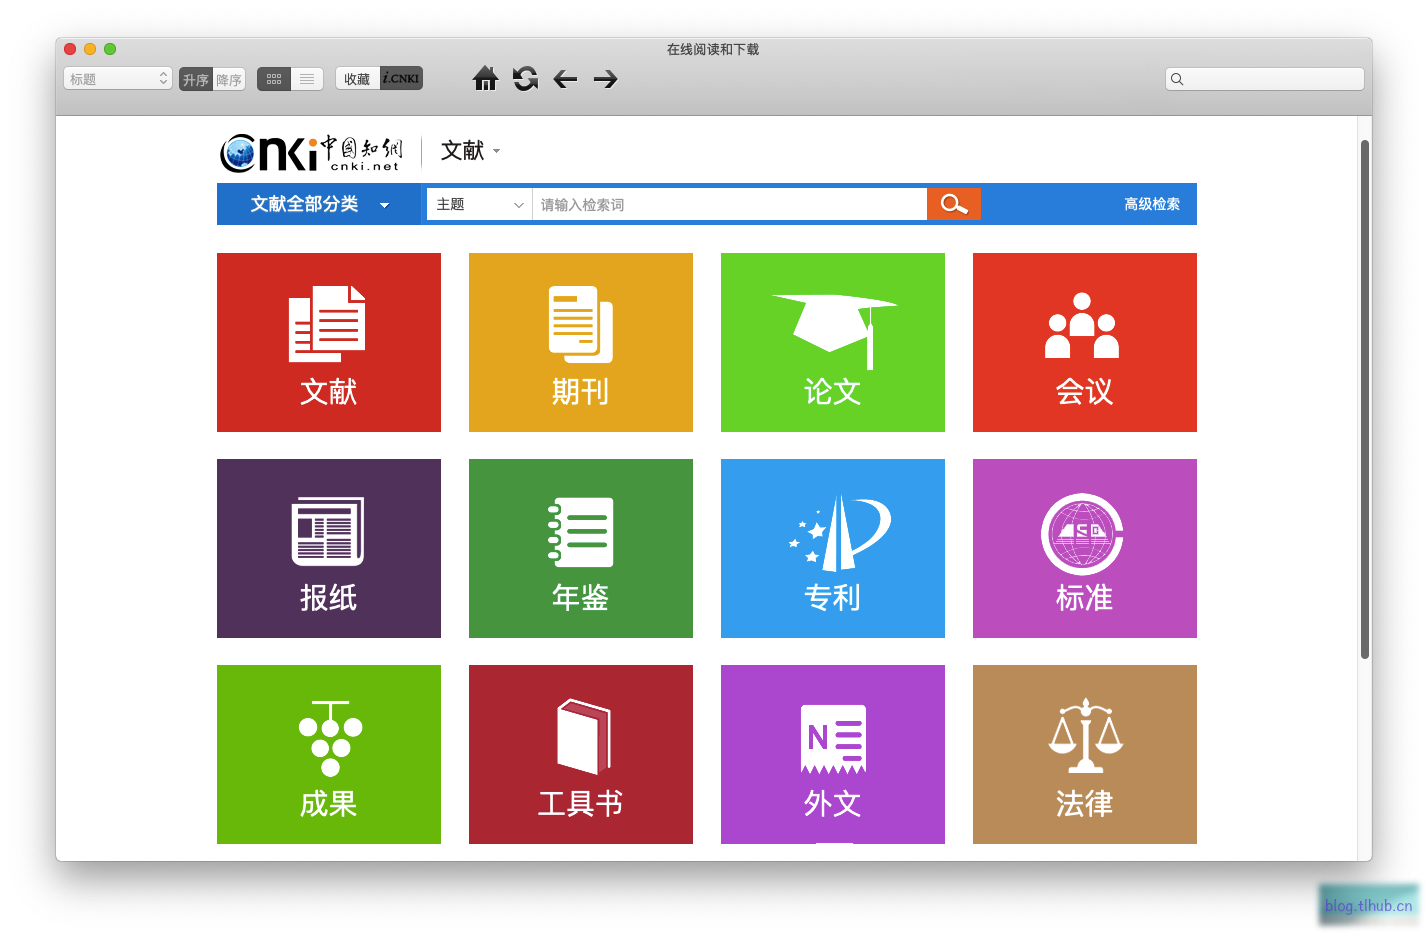 在线阅读和下载
标题 升序 降序 收藏 i.CNKI
Cnki 中国知網 cnki.net 文献
文献全部分类 主题 请输入检索词 高级检索
文献 期刊 论文 会议
ASD
报纸 年鉴 专利 标准
N
成果 工具书 外文 法律
blog.tlhub.cn